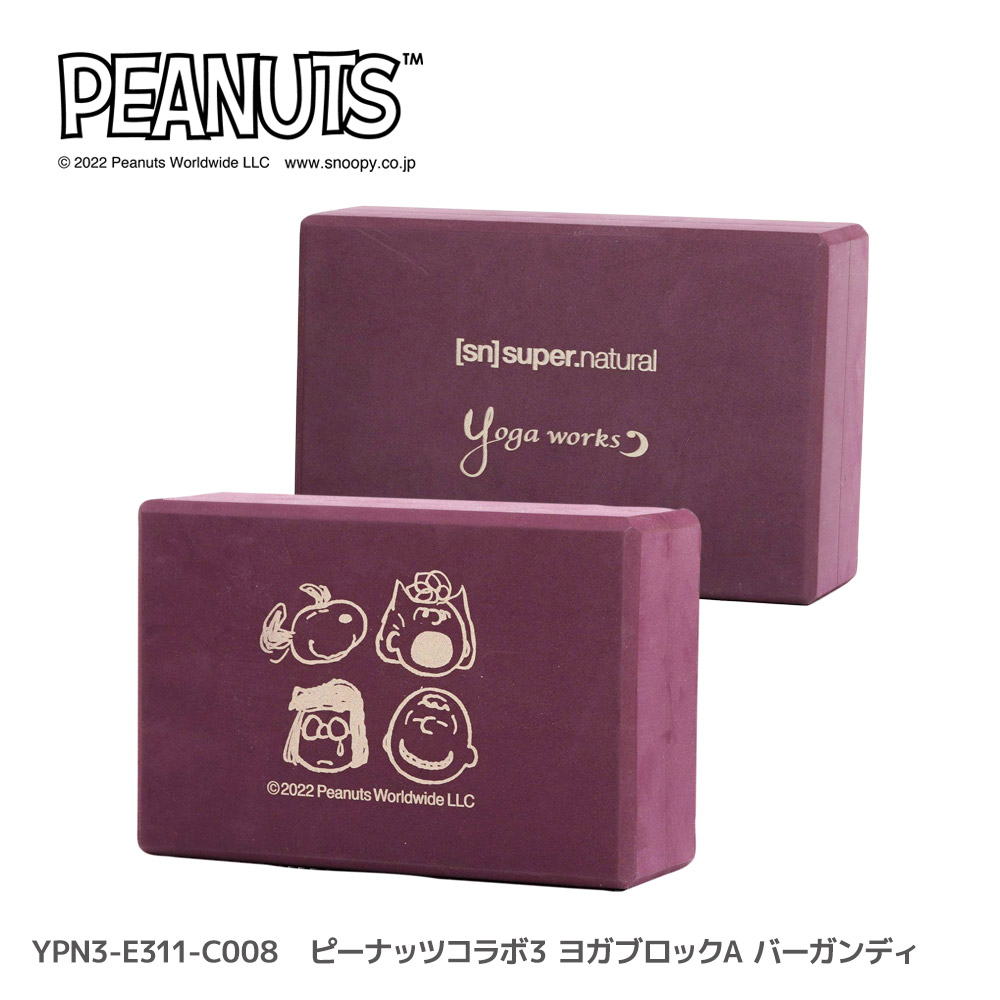 PEANUTS™
© 2022 Peanuts Worldwide LLC www.snoopy.co.jp
[sn]super.natural
Yoga works
©2022 Peanuts Worldwide LLC
YPN3-E311-C008 ピーナッツコラボ3 ヨガブロックA バーガンディ